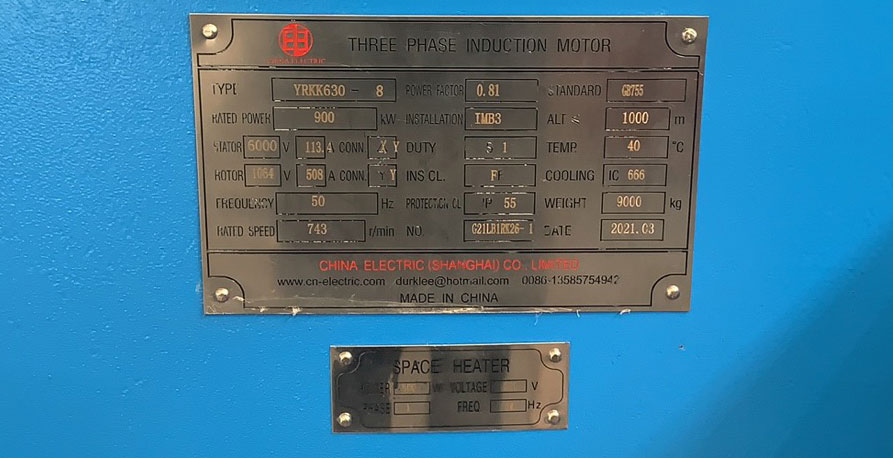 THREE PHASE INDUCTION MOTOR
TYPE YRKK630 - 8 POWER FACTOR 0.81 STANDARD GB755
RATED POWER 900 kW INSTALLATION IMB3 ALT ≤ 1000 m
STATOR 6000 V 113. A CONN. Y DUTY S 1 TEMP. 40 °C
ROTOR 1064 V 508 A CONN. Y INS.CL. F COOLING IC 666
FREQUENCY 50 Hz PROTECTION CL IP 55 WEIGHT 9000 kg
RATED SPEED 743 r/min NO. G21LB1RK26-1 DATE 2021.03
CHINA ELECTRIC (SHANGHAI) CO., LIMITED
www.cn-electric.com durklee@hotmail.com 0086-13585754942
MADE IN CHINA
SPACE HEATER
W VOLTAGE V
PHASE 1 FREQ Hz